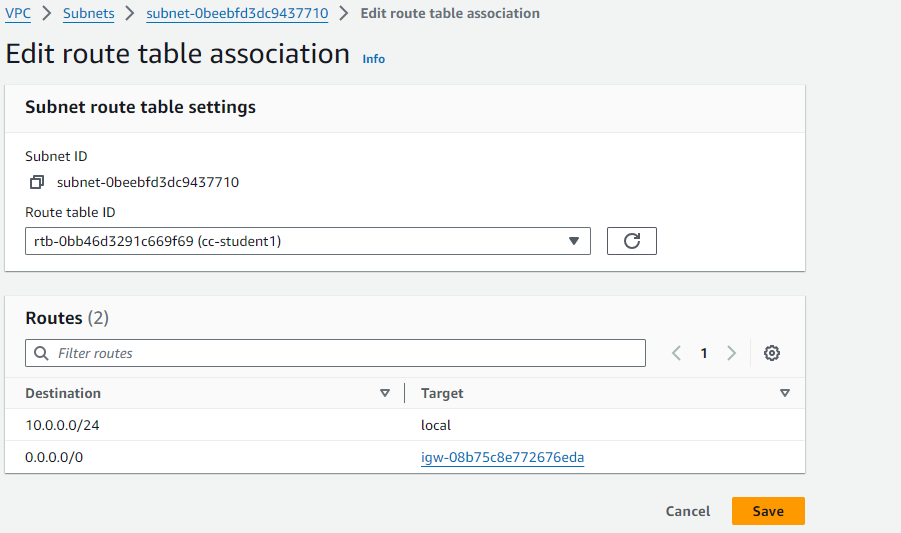 VPC > Subnets > subnet-0beebfd3dc9437710 > Edit route table association
Edit route table association Info
Subnet route table settings
Subnet ID
subnet-0beebfd3dc9437710
Route table ID
rtb-0bb46d3291c669f69 (cc-student1)
Routes (2)
Filter routes
1
Destination Target
10.0.0.0/24 local
0.0.0.0/0 igw-08b75c8e772676eda
Cancel Save